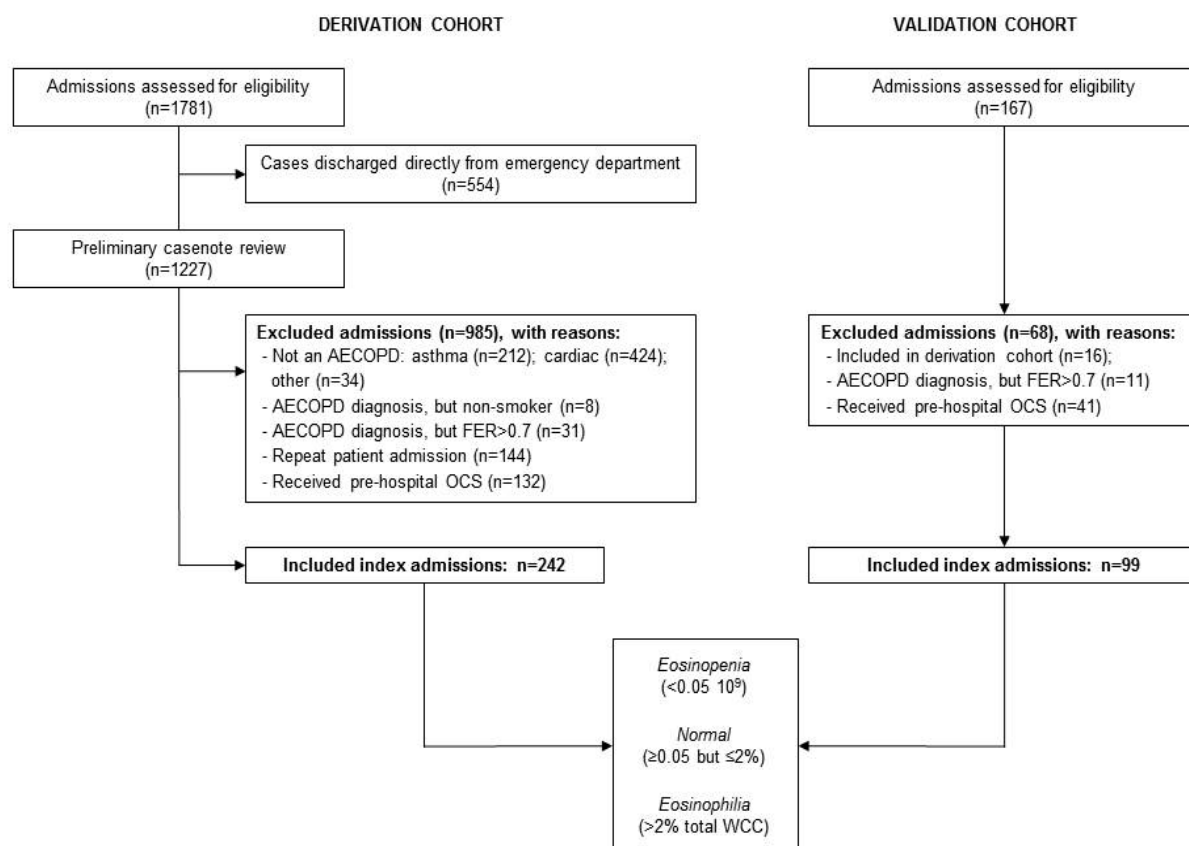 DERIVATION COHORT
Admissions assessed for eligibility
(n=1781)
Cases discharged directly from emergency department
(n=554)
Preliminary casenote review
(n=1227)
Excluded admissions (n=985), with reasons:
- Not an AECOPD: asthma (n=212); cardiac (n=424);
other (n=34)
- AECOPD diagnosis, but non-smoker (n=8)
- AECOPD diagnosis, but FER>0.7 (n=31)
- Repeat patient admission (n=144)
- Received pre-hospital OCS (n=132)
Included index admissions: n=242
VALIDATION COHORT
Admissions assessed for eligibility
(n=167)
Excluded admissions (n=68), with reasons:
- Included in derivation cohort (n=16);
- AECOPD diagnosis, but FER>0.7 (n=11)
- Received pre-hospital OCS (n=41)
Included index admissions: n=99
Eosinopenia
(<0.05 10⁹)
Normal
(≥0.05 but ≤2%)
Eosinophilia
(>2% total WCC)